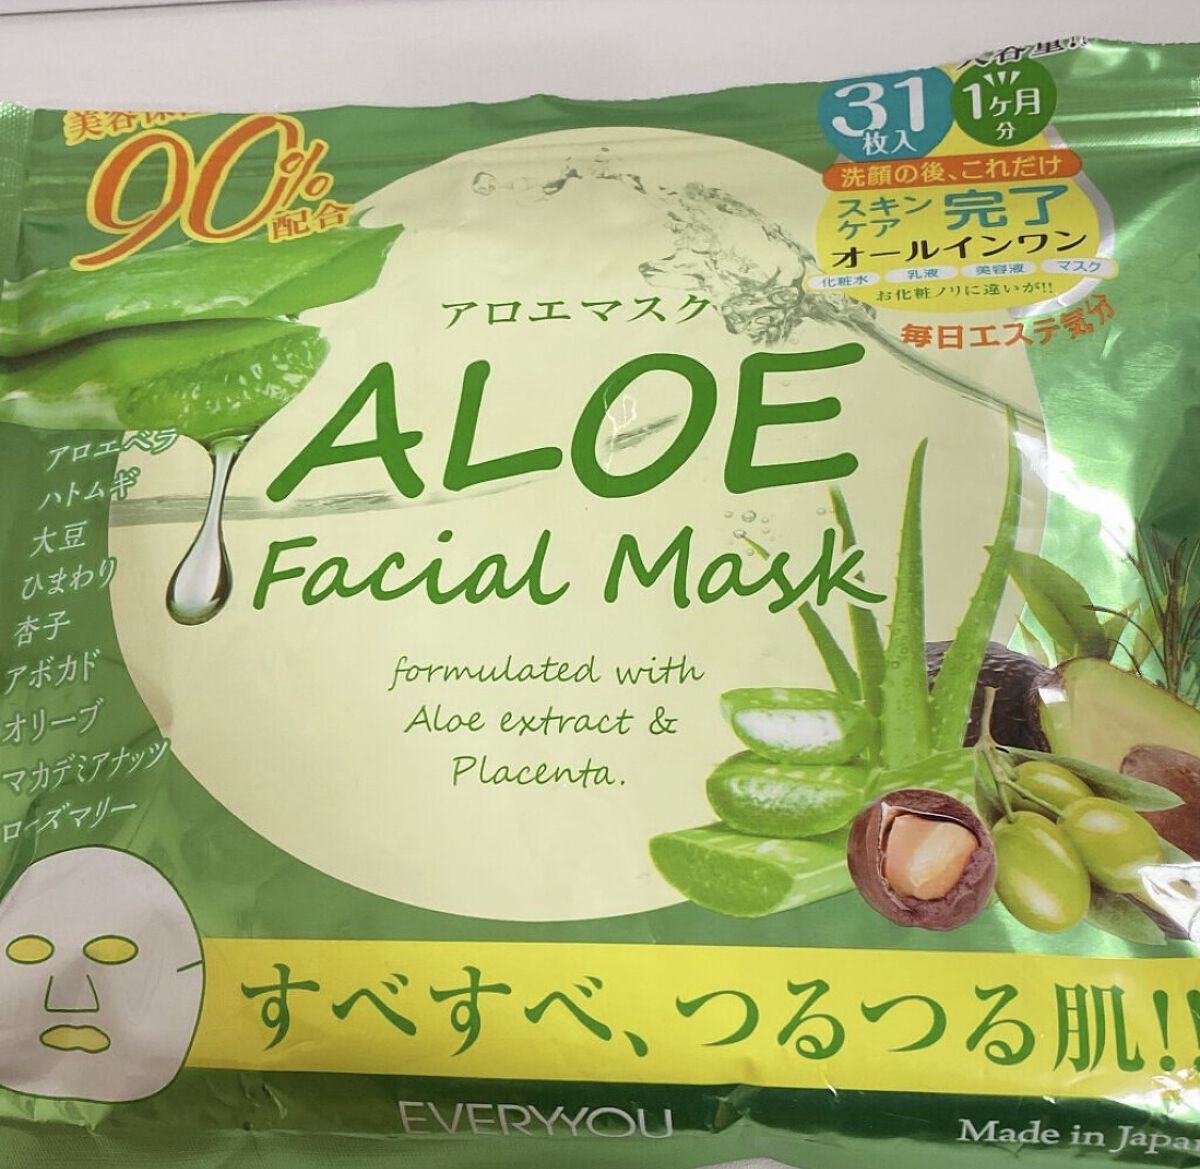 90%
配合
大容量!!
31
枚入
1ヶ月
分
洗顔の後、これだけ
スキン
ケア
完了
オールインワン
化粧水 乳液 美容液 マスク
お化粧ノリに違いが!!
毎日エステ気分
アロエマスク
ALOE
Facial Mask
formulated with
Aloe extract &
Placenta.
アロエベラ
ハトムギ
大豆
ひまわり
杏子
アボカド
オリーブ
マカデミアナッツ
ローズマリー
すべすべ、つるつる肌!!
EVERYYOU
Made in Japa